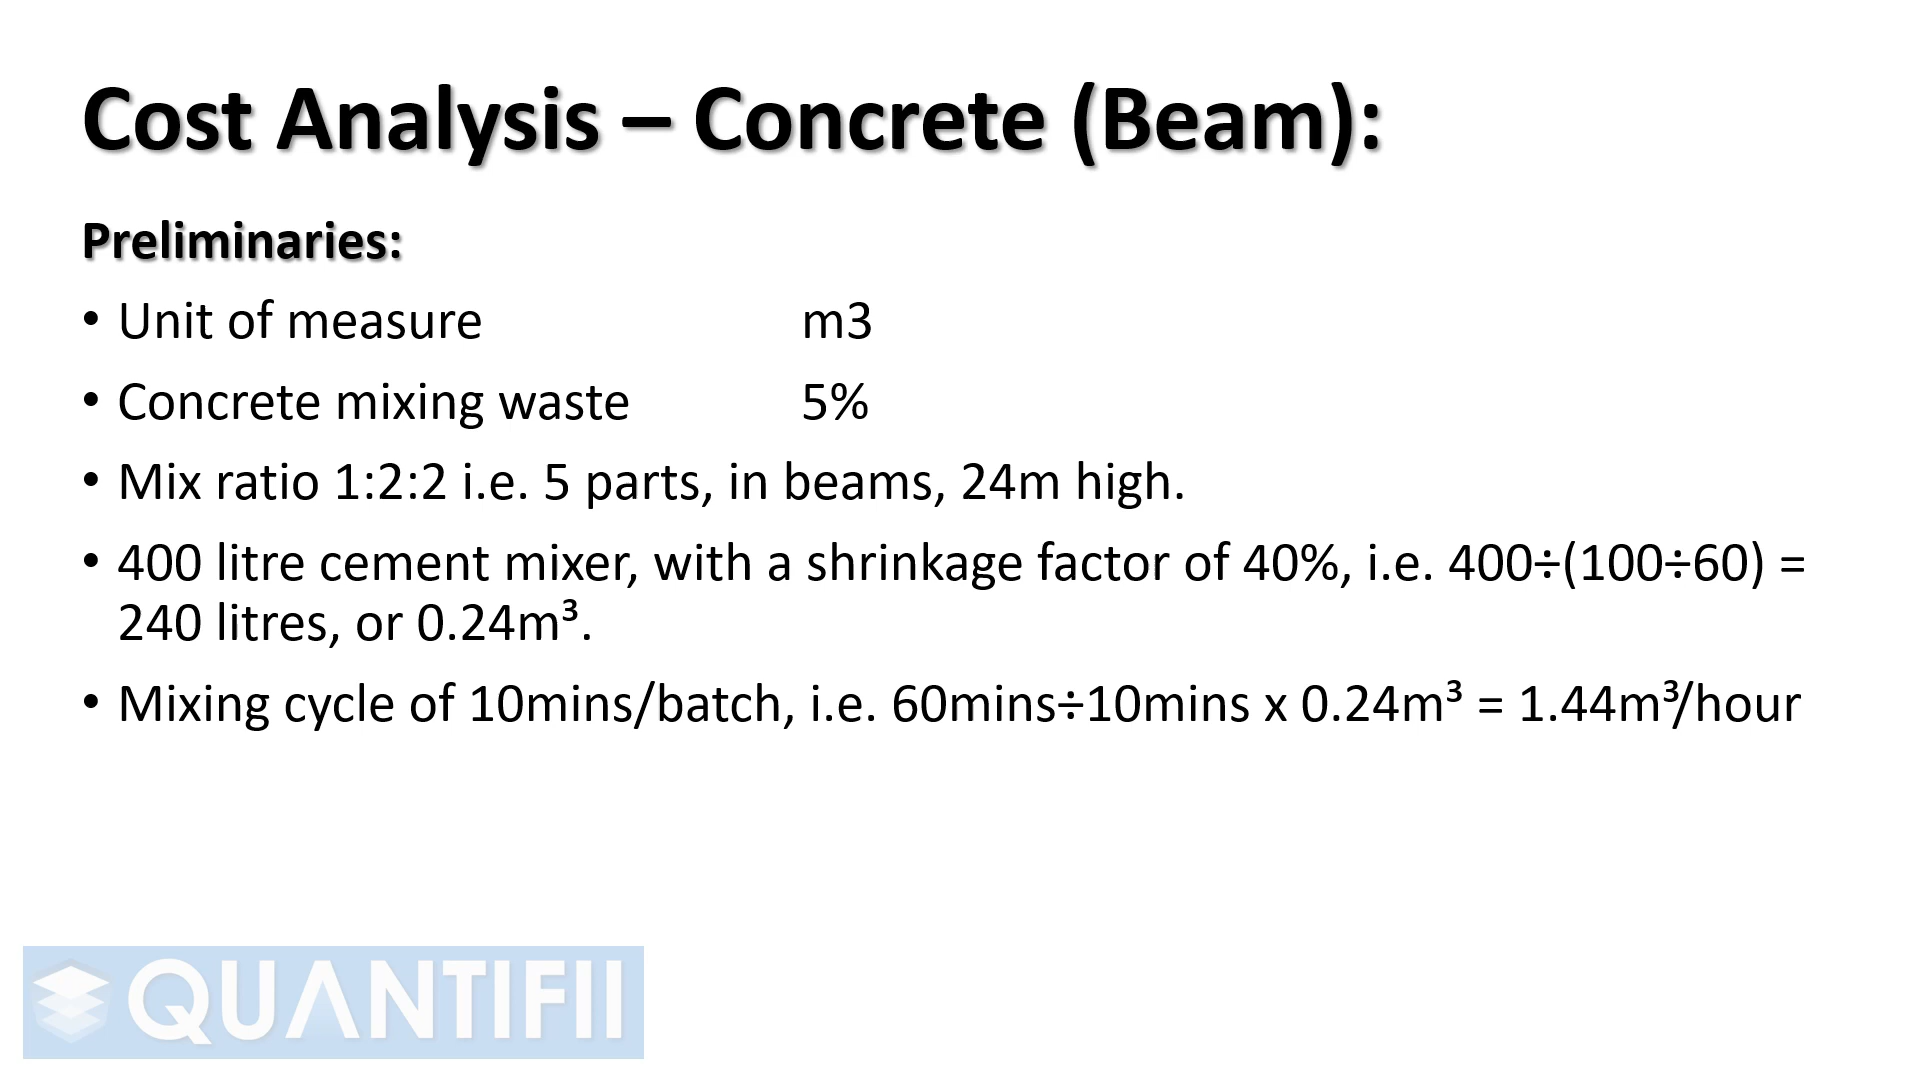 Cost Analysis – Concrete (Beam):
Preliminaries:
• Unit of measure m3
• Concrete mixing waste 5%
• Mix ratio 1:2:2 i.e. 5 parts, in beams, 24m high.
• 400 litre cement mixer, with a shrinkage factor of 40%, i.e. 400÷(100÷60) =
240 litres, or 0.24m³.
• Mixing cycle of 10mins/batch, i.e. 60mins÷10mins x 0.24m³ = 1.44m³/hour
QUANTIFII